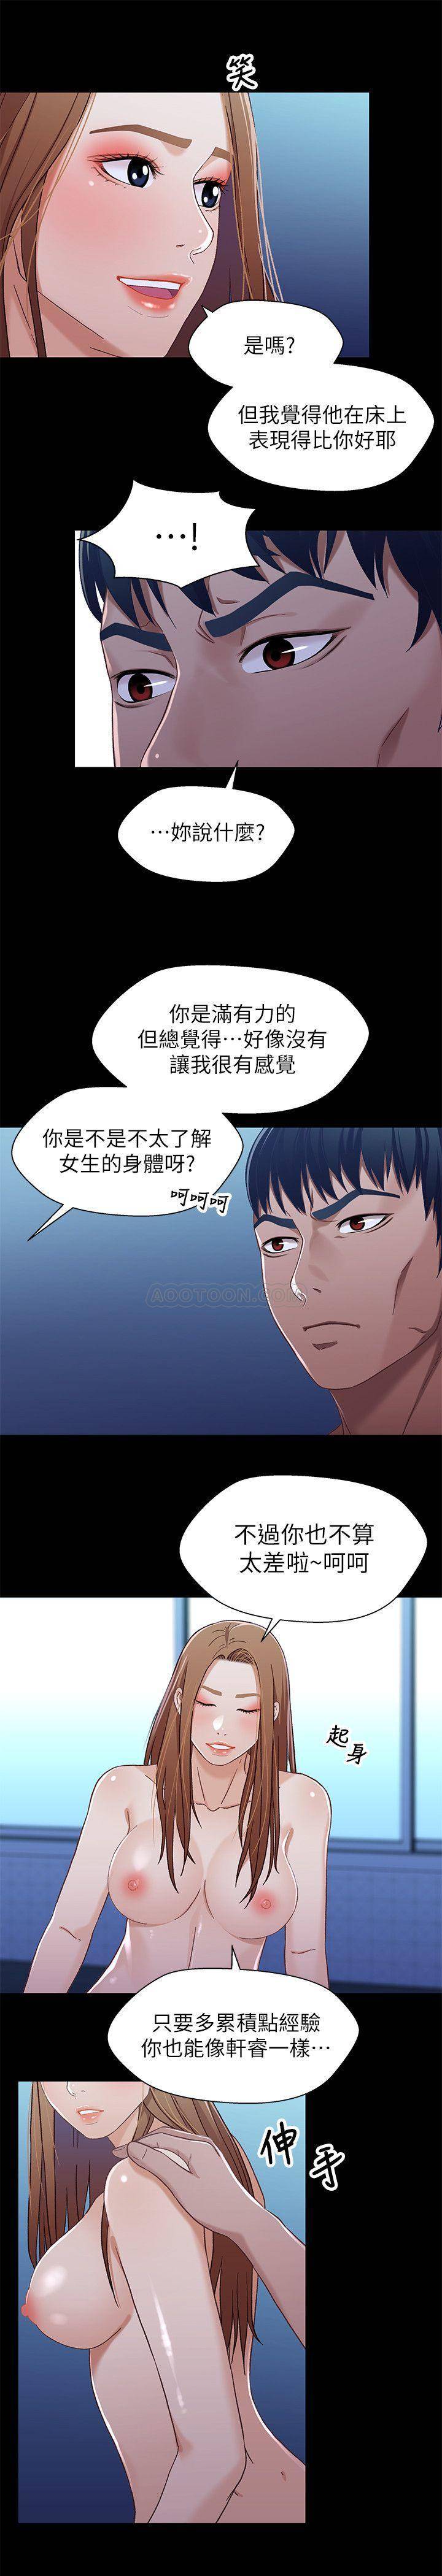 笑
是嗎?
但我覺得他在床上
表現得比你好耶
…!
…妳說什麼?
你是滿有力的
但總覺得…好像沒有
讓我很有感覺
你是不是不太了解
女生的身體呀?
呵呵呵
AOOTOON.COM
不過你也不算
太差啦~呵呵
起身
只要多累積點經驗
你也能像軒睿一樣…
伸手